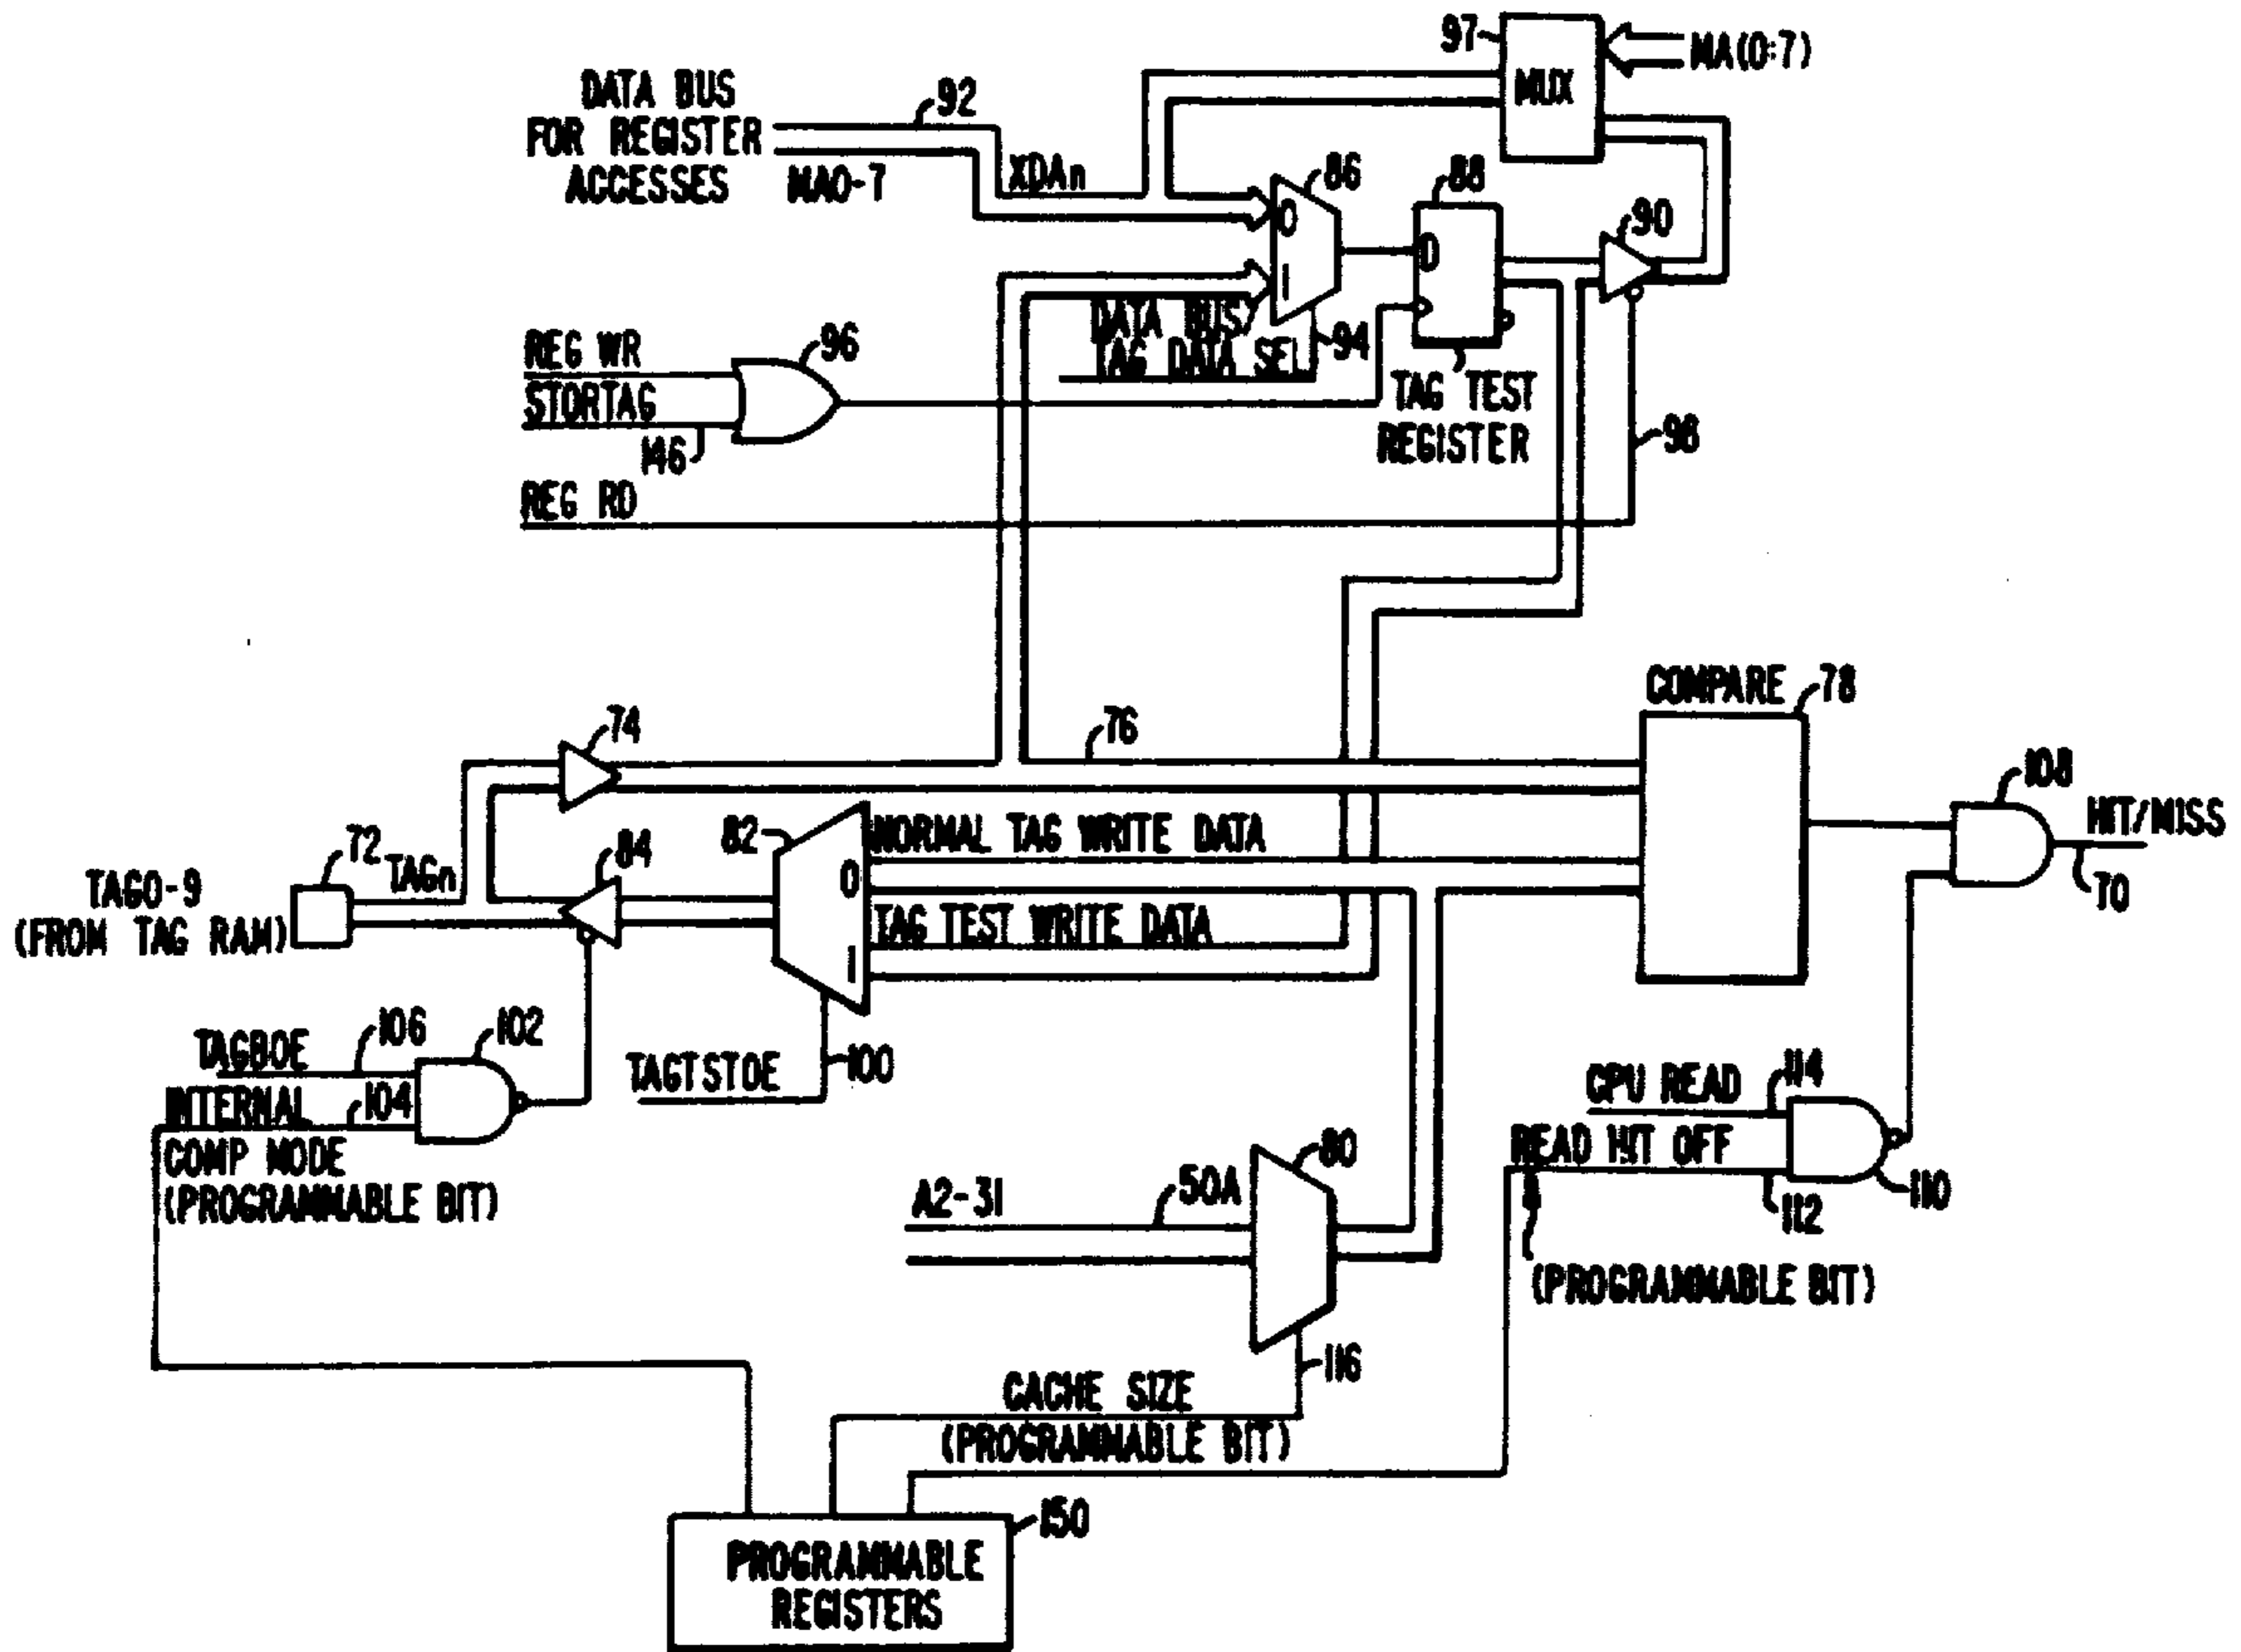 97
MUX
MA(0:7)
DATA BUS
FOR REGISTER
ACCESSES
92
MA0-7
XDAn
86
0
1
88
D
90
DATA BUS/
TAG DATA SEL
94
TAG TEST
REGISTER
REG WR
STORTAG
146
96
REG RD
98
COMPARE
78
74
76
108
HIT/MISS
70
72
TAGn
TAG0-9
(FROM TAG RAM)
84
82
NORMAL TAG WRITE DATA
0
TAG TEST WRITE DATA
1
TAGBOE
106
102
INTERNAL
104
COMP MODE
(PROGRAMMABLE BIT)
TAGTSTOE
100
CPU READ
114
READ HIT OFF
112
110
(PROGRAMMABLE BIT)
A2-31
50A
80
116
CACHE SIZE
(PROGRAMMABLE BIT)
150
PROGRAMMABLE
REGISTERS